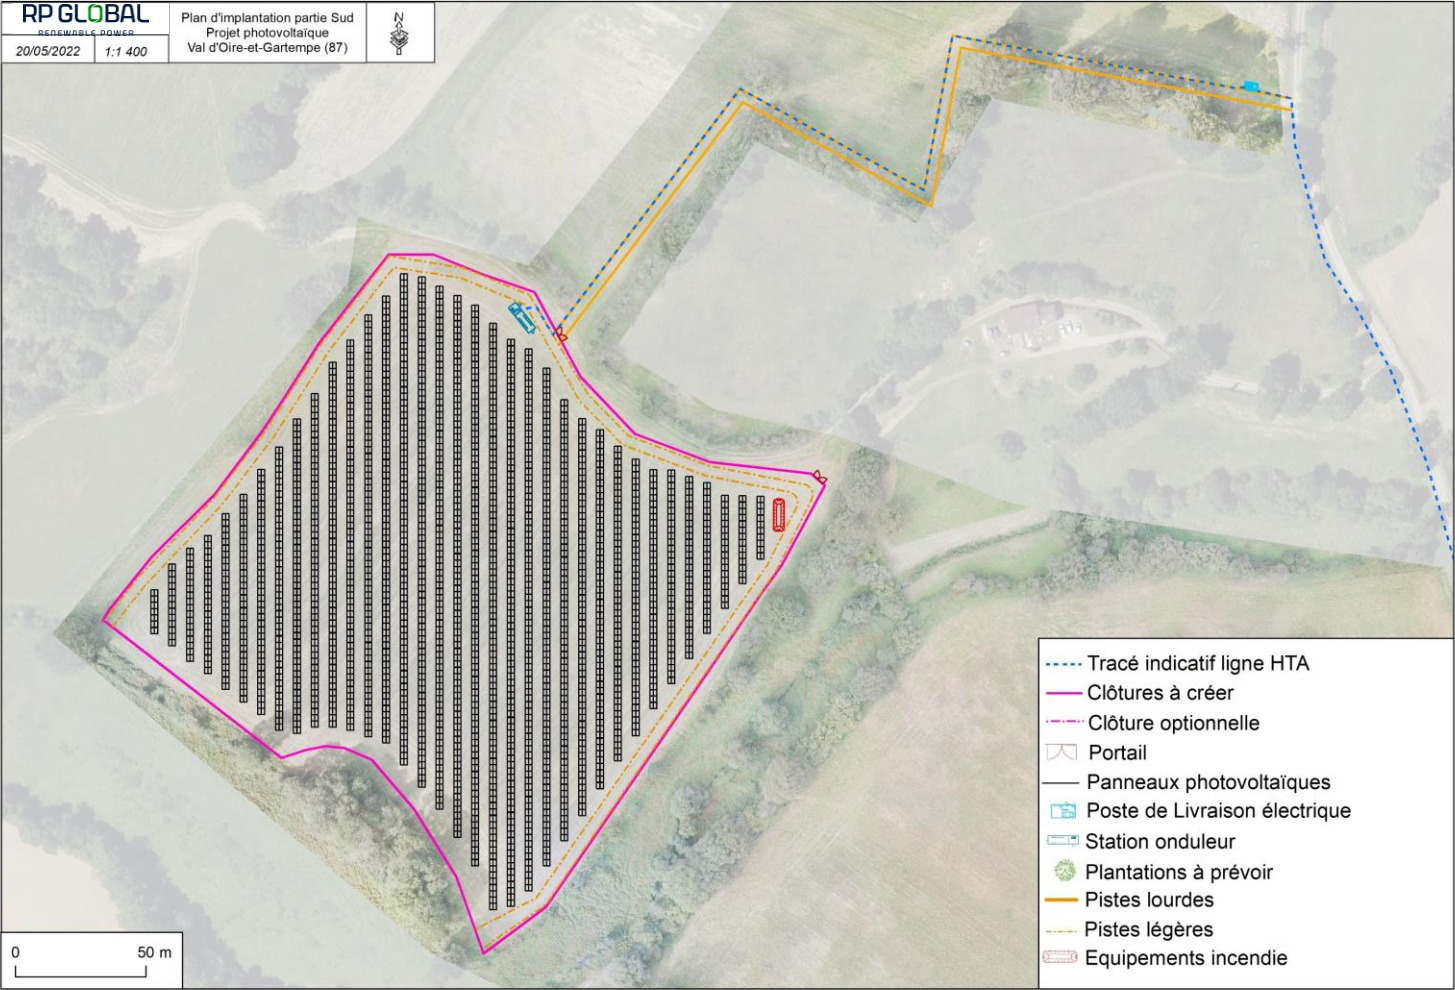 RP GLOBAL
RENEWABLE POWER
20/05/2022
1:1 400
Plan d'implantation partie Sud
Projet photovoltaïque
Val d'Oire-et-Gartempe (87)
N
Tracé indicatif ligne HTA
Clôtures à créer
Clôture optionnelle
Portail
Panneaux photovoltaïques
Poste de Livraison électrique
Station onduleur
Plantations à prévoir
Pistes lourdes
Pistes légères
Equipements incendie
0
50 m